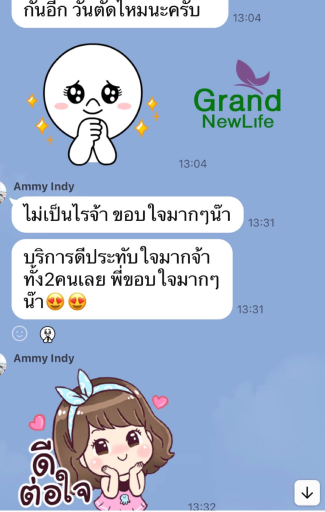 กันอีก วันตัดไหมนะครับ
13:04
Grand
NewLife
13:04
Ammy Indy
ไม่เป็นไรจ้า ขอบใจมากๆน๊า
13:31
บริการดีประทับใจมากจ้า
ทั้ง2คนเลย พี่ขอบใจมากๆ
น๊า😍😍
13:31
Ammy Indy
ดี
ต่อใจ
13:32